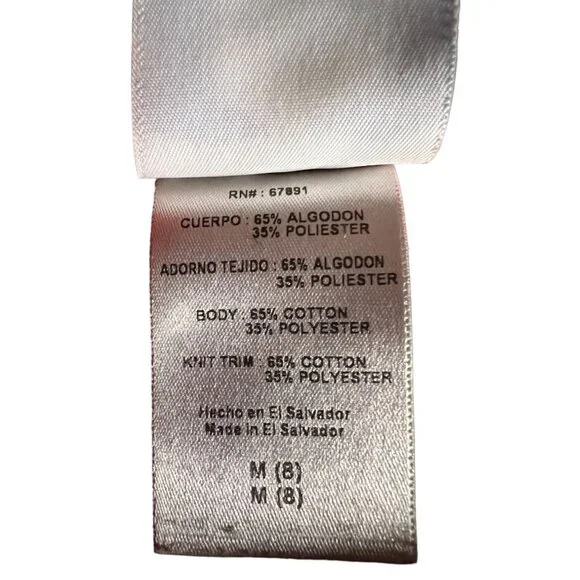 RN# : 67891
CUERPO : 65% ALGODON
35% POLIESTER
ADORNO TEJIDO : 65% ALGODON
35% POLIESTER
BODY : 65% COTTON
35% POLYESTER
KNIT TRIM : 65% COTTON
35% POLYESTER
Hecho en El Salvador
Made in El Salvador
M (8)
M (8)